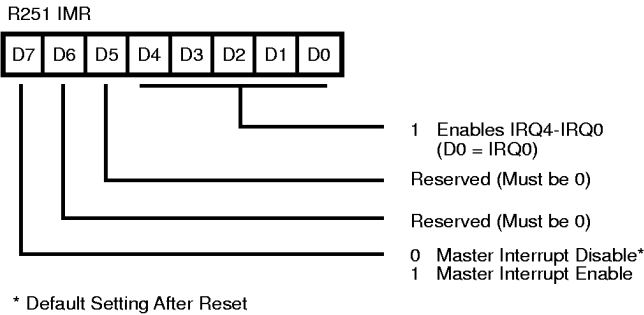 R251 IMR
D7 D6 D5 D4 D3 D2 D1 D0
1 Enables IRQ4-IRQ0
(D0 = IRQ0)
Reserved (Must be 0)
Reserved (Must be 0)
0 Master Interrupt Disable*
1 Master Interrupt Enable
* Default Setting After Reset